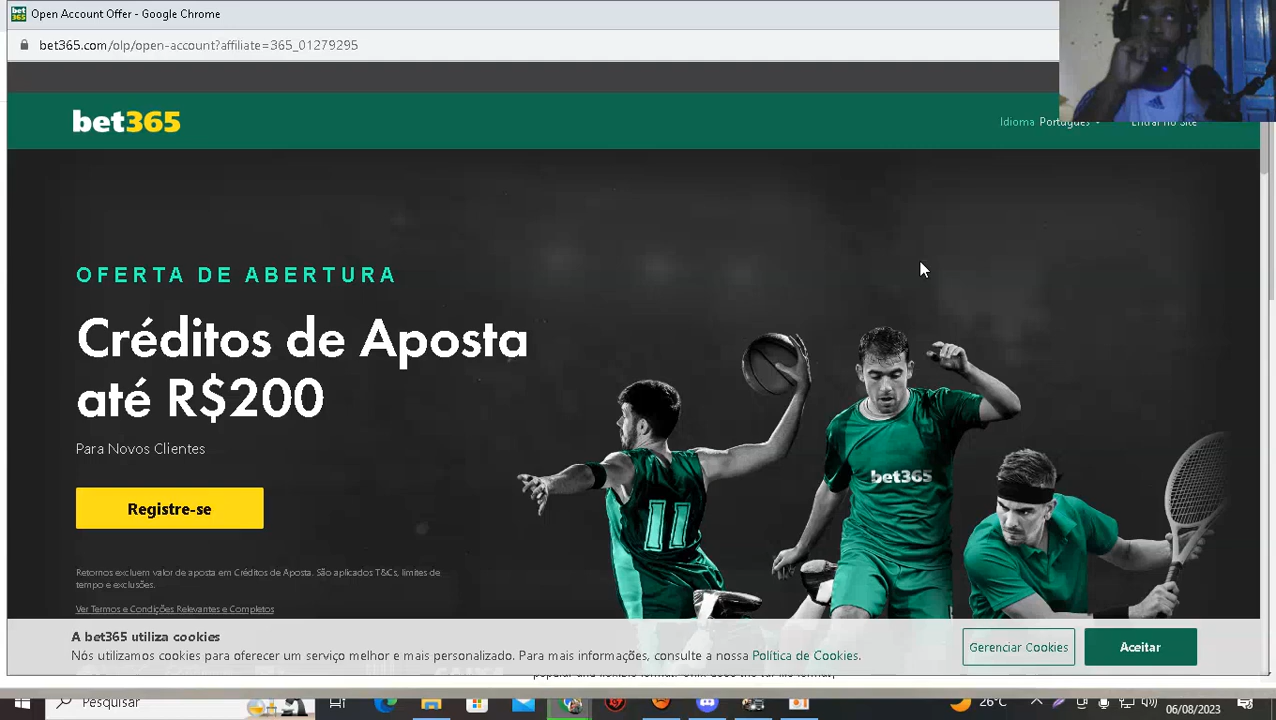 bet365 Open Account Offer - Google Chrome
bet365.com/olp/open-account?affiliate=365_01279295
bet365
Idioma Português Entrar no Site
OFERTA DE ABERTURA
Créditos de Aposta
até R$200
Para Novos Clientes
bet365
11
Registre-se
Retornos excluem valor de aposta em Créditos de Aposta. São aplicados T&Cs, limites de
tempo e exclusões.
Ver Termos e Condições Relevantes e Completos
A bet365 utiliza cookies
Nós utilizamos cookies para oferecer um serviço melhor e mais personalizado. Para mais informações, consulte a nossa Política de Cookies.
Gerenciar Cookies
Aceitar
Pesquisar
26°C
06/08/2023